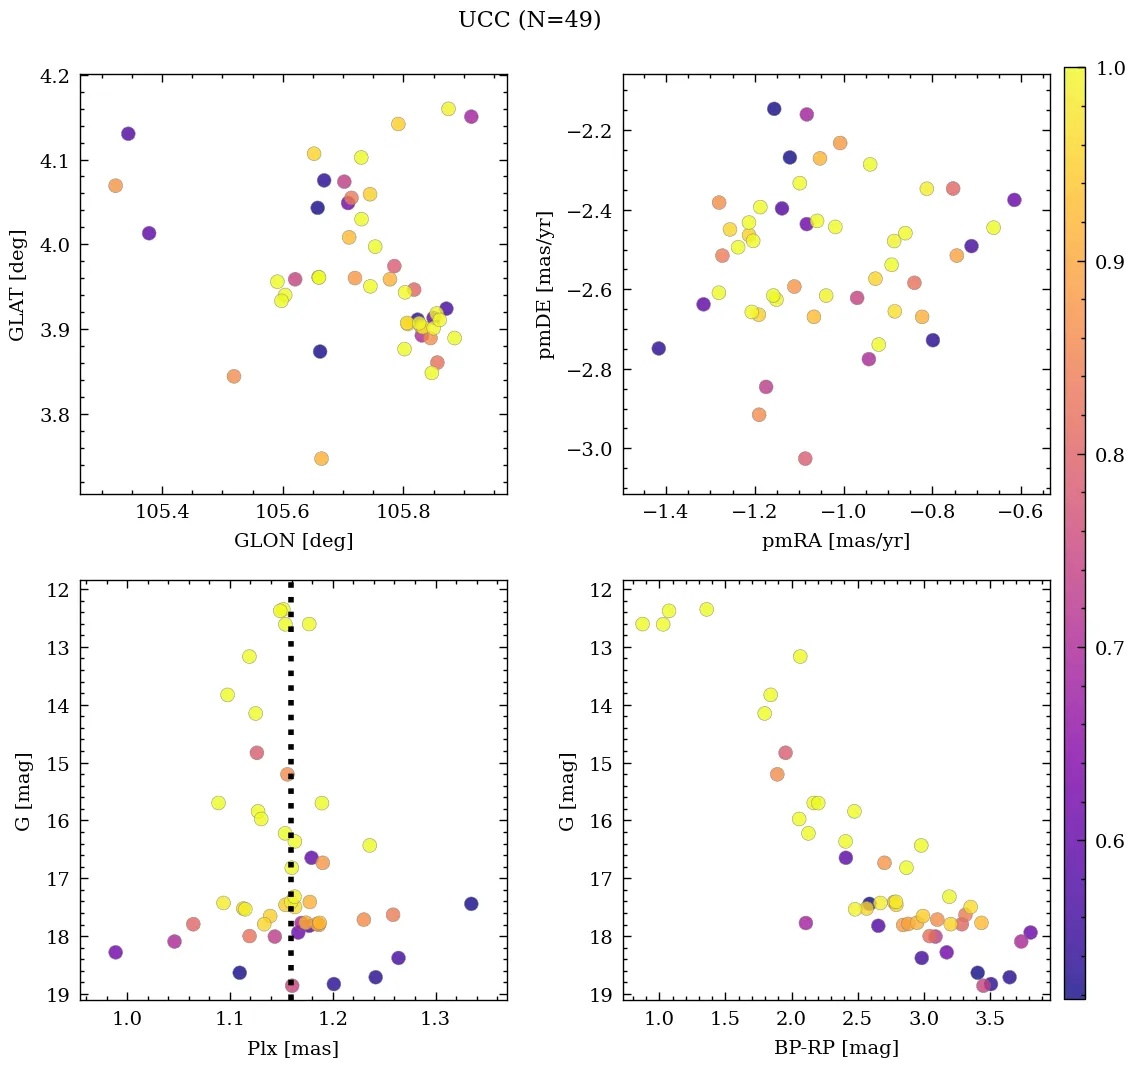 UCC (N=49)
4.2
4.1
4.0
3.9
3.8
GLAT [deg]
105.4 105.6 105.8
GLON [deg]
−2.2
−2.4
−2.6
−2.8
−3.0
pmDE [mas/yr]
−1.4 −1.2 −1.0 −0.8 −0.6
pmRA [mas/yr]
12
13
14
15
16
17
18
19
G [mag]
1.0 1.1 1.2 1.3
Plx [mas]
12
13
14
15
16
17
18
19
G [mag]
1.0 1.5 2.0 2.5 3.0 3.5
BP-RP [mag]
1.0
0.9
0.8
0.7
0.6